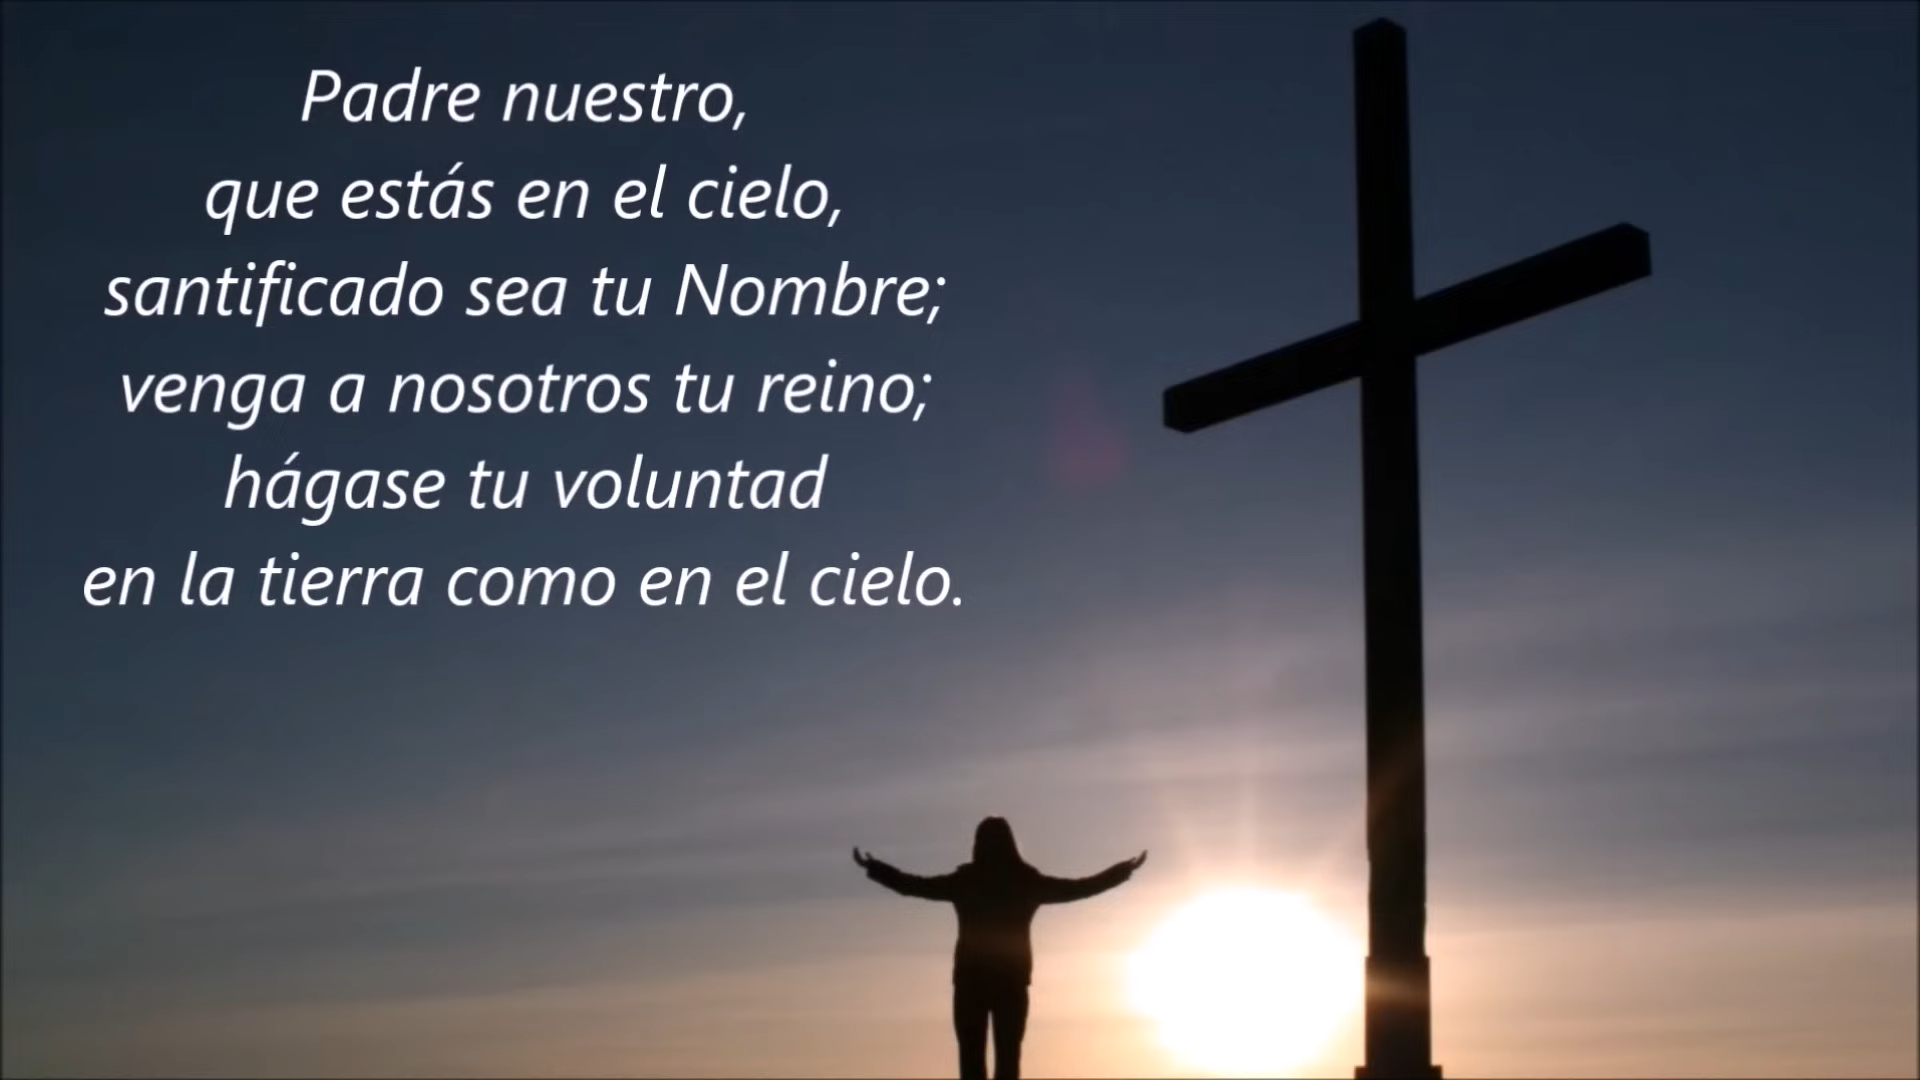 Padre nuestro,
que estás en el cielo,
santificado sea tu Nombre;
venga a nosotros tu reino;
hágase tu voluntad
en la tierra como en el cielo.